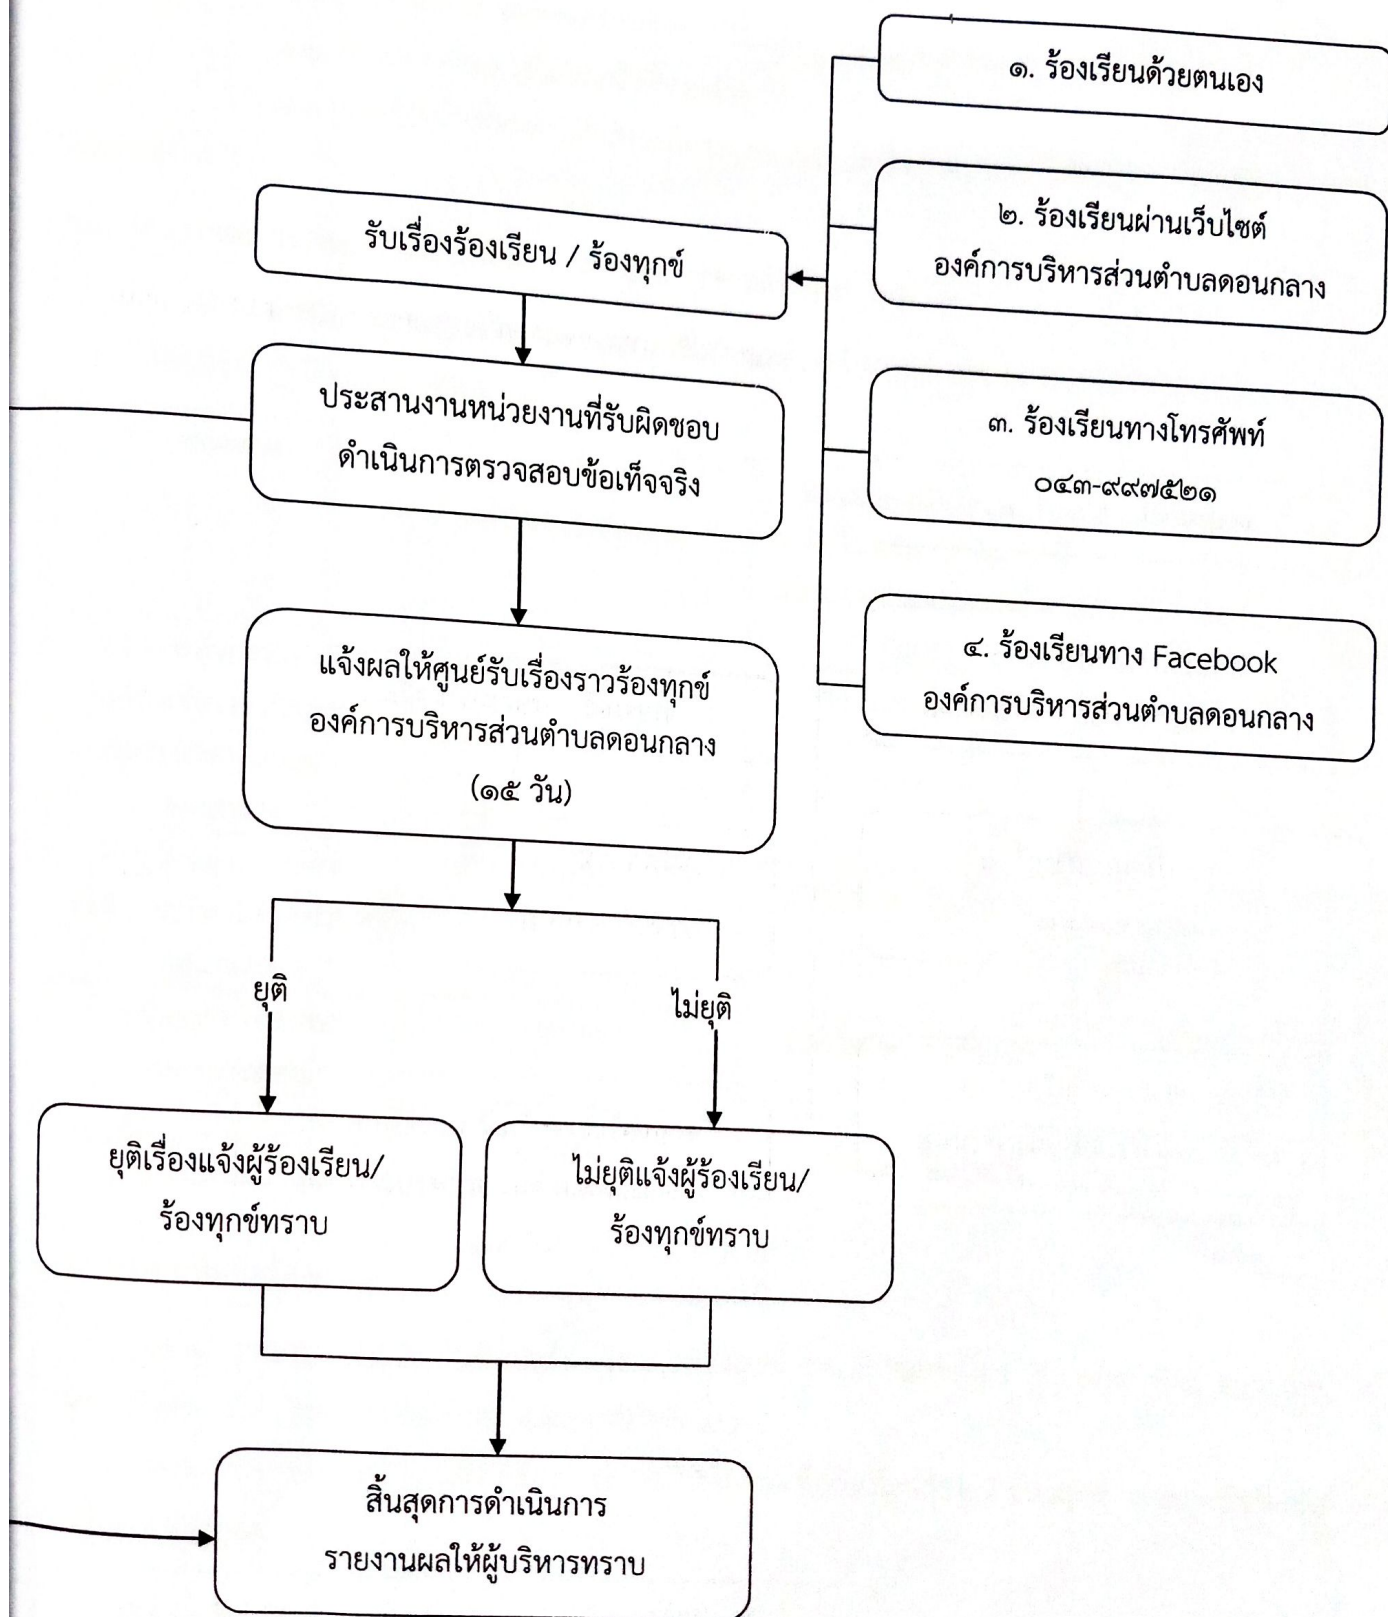 ๑. ร้องเรียนด้วยตนเอง
๒. ร้องเรียนผ่านเว็บไซต์
องค์การบริหารส่วนตำบลดอนกลาง
๓. ร้องเรียนทางโทรศัพท์
๐๔๓-๙๙๗๕๒๑
๔. ร้องเรียนทาง Facebook
องค์การบริหารส่วนตำบลดอนกลาง
รับเรื่องร้องเรียน / ร้องทุกข์
ประสานงานหน่วยงานที่รับผิดชอบ
ดำเนินการตรวจสอบข้อเท็จจริง
แจ้งผลให้ศูนย์รับเรื่องราวร้องทุกข์
องค์การบริหารส่วนตำบลดอนกลาง
(๑๕ วัน)
ยุติ
ไม่ยุติ
ยุติเรื่องแจ้งผู้ร้องเรียน/
ร้องทุกข์ทราบ
ไม่ยุติแจ้งผู้ร้องเรียน/
ร้องทุกข์ทราบ
สิ้นสุดการดำเนินการ
รายงานผลให้ผู้บริหารทราบ